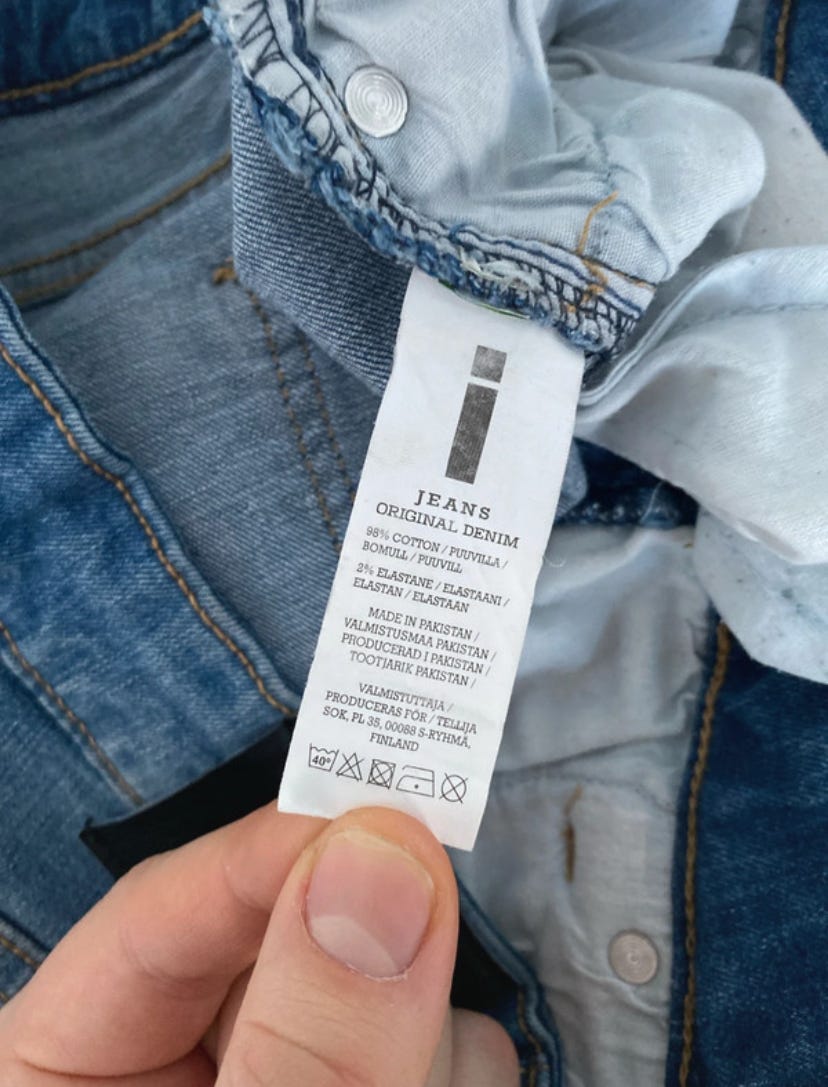 i
JEANS
ORIGINAL DENIM
98% COTTON / PUUVILLA /
BOMULL / PUUVILL
2% ELASTANE / ELASTAANI /
ELASTAN / ELASTAAN
MADE IN PAKISTAN /
VALMISTUSMAA PAKISTAN /
PRODUCERAD I PAKISTAN /
TOOTJARIK PAKISTAN /
VALMISTUTTAJA /
PRODUCERAS FÖR / TELLIJA
SOK, PL 35, 00088 S-RYHMÄ,
FINLAND
40°